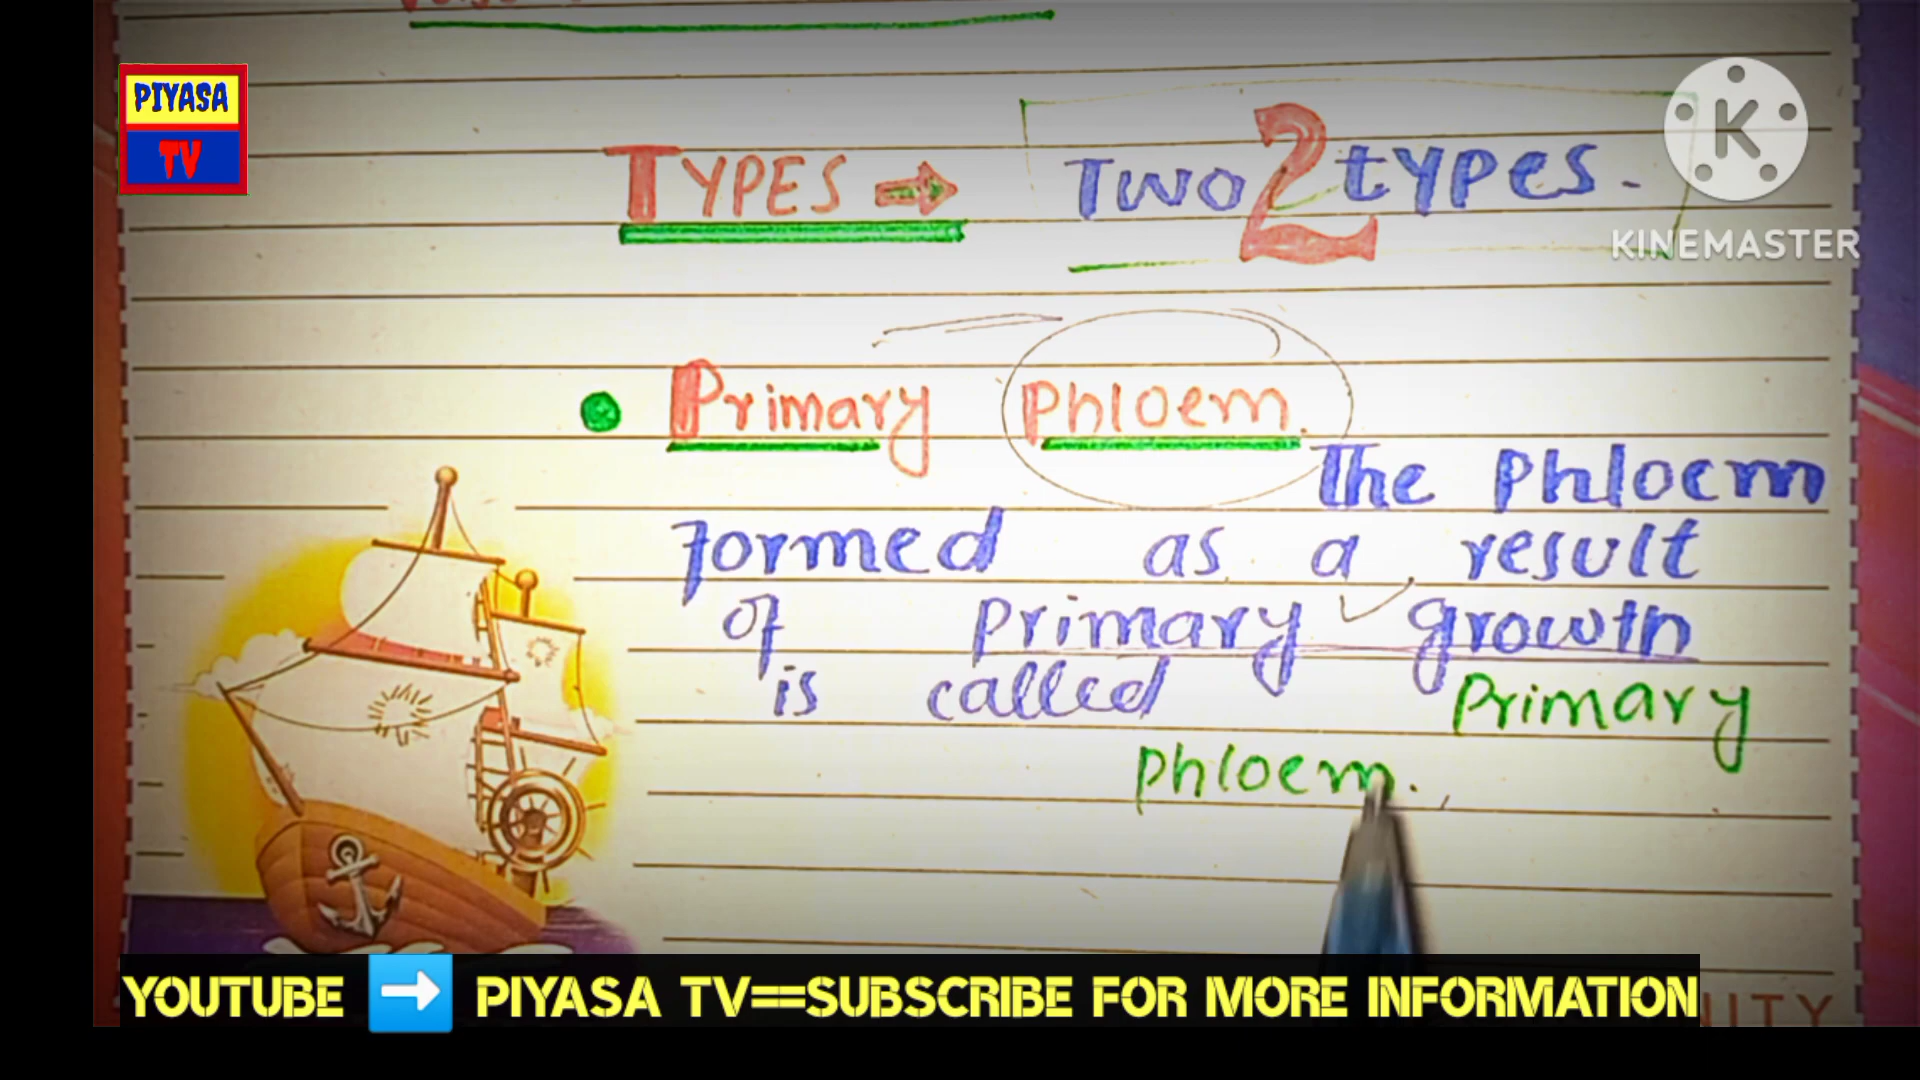 PIYASA
TV
K
KINEMASTER
TYPES ➡ Two 2 types.
Primary Phloem.
The Phloem
formed as a result
of primary growth
is called Primary
Phloem.
YOUTUBE ➡ PIYASA TV==SUBSCRIBE FOR MORE INFORMATION